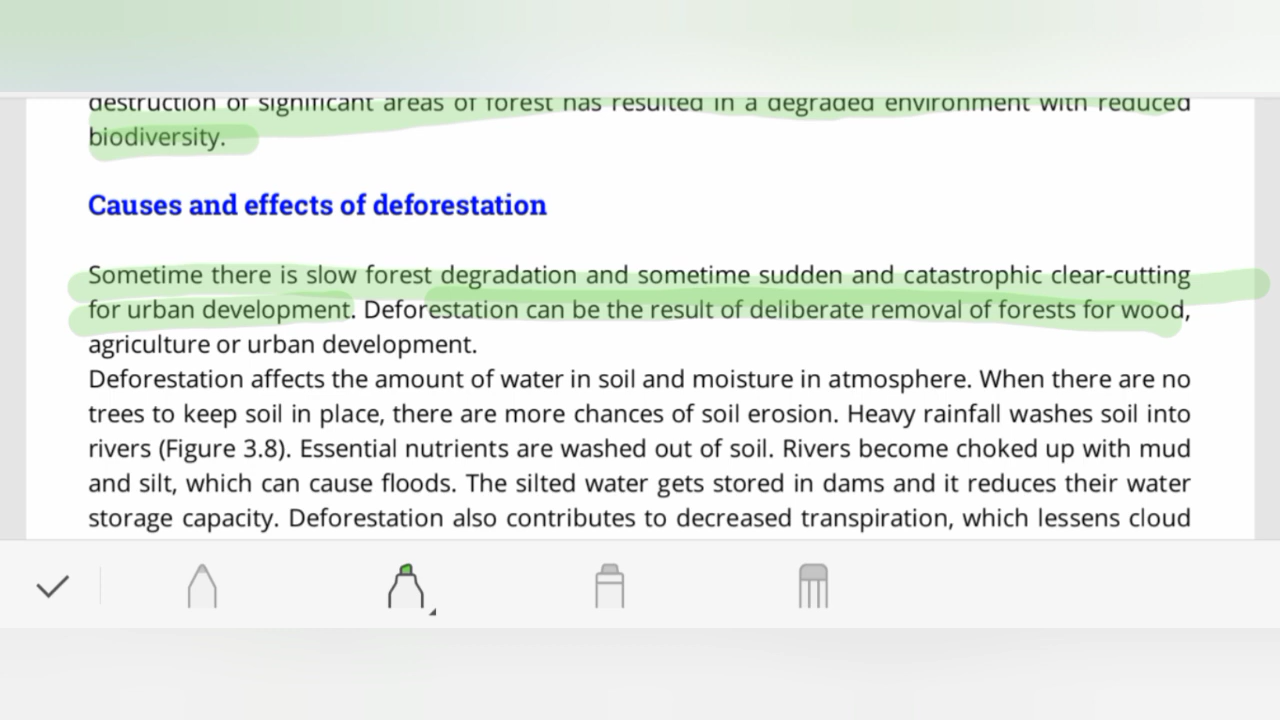 destruction of significant areas of forest has resulted in a degraded environment with reduced
biodiversity.
Causes and effects of deforestation
Sometime there is slow forest degradation and sometime sudden and catastrophic clear-cutting
for urban development. Deforestation can be the result of deliberate removal of forests for wood,
agriculture or urban development.
Deforestation affects the amount of water in soil and moisture in atmosphere. When there are no
trees to keep soil in place, there are more chances of soil erosion. Heavy rainfall washes soil into
rivers (Figure 3.8). Essential nutrients are washed out of soil. Rivers become choked up with mud
and silt, which can cause floods. The silted water gets stored in dams and it reduces their water
storage capacity. Deforestation also contributes to decreased transpiration, which lessens cloud